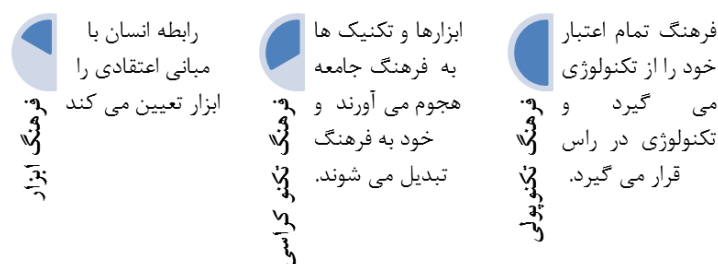 فرهنگ تکنوپولی
فرهنگ تمام اعتبار
خود را از تکنولوژی
می گیرد و
تکنولوژی در راس
قرار می گیرد.
فرهنگ تکنو کراسی
ابزارها و تکنیک ها
به فرهنگ جامعه
هجوم می آورند و
خود به فرهنگ
تبدیل می شوند.
فرهنگ ابزار
رابطه انسان با
مبانی اعتقادی را
ابزار تعیین می کند